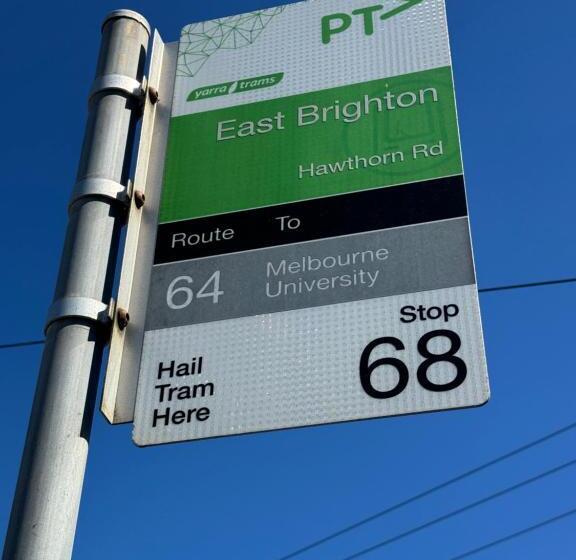 PT>
yarra trams
East Brighton
Hawthorn Rd
Route To
64 Melbourne University
Stop
68
Hail
Tram
Here